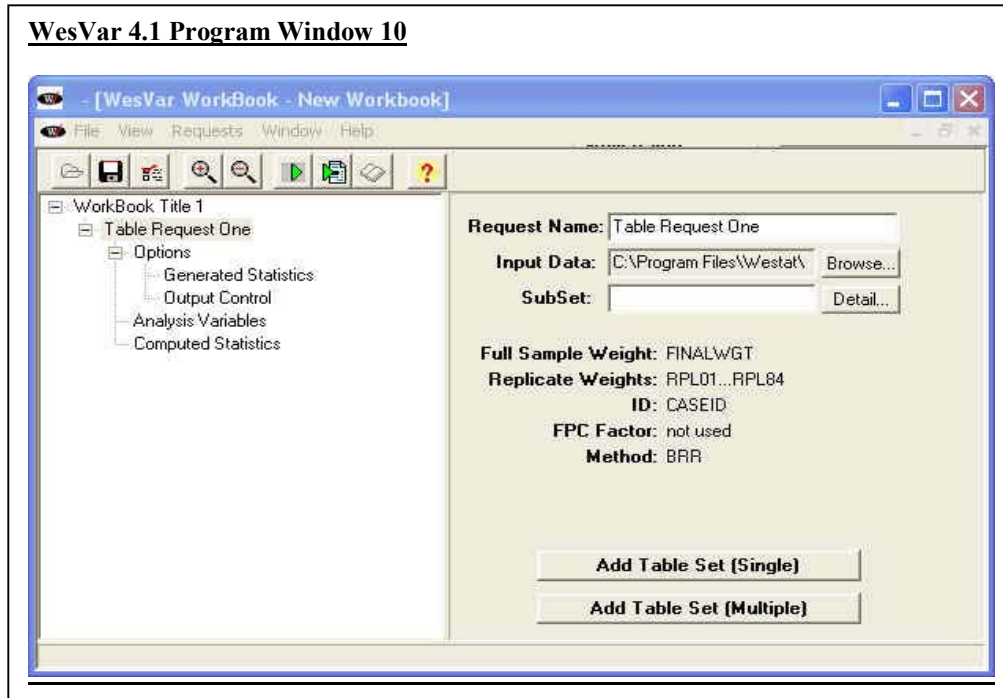 WesVar 4.1 Program Window 10
- [WesVar WorkBook - New Workbook]
File View Requests Window Help
WorkBook Title 1
Table Request One
Options
Generated Statistics
Output Control
Analysis Variables
Computed Statistics
Request Name: Table Request One
Input Data: C:\Program Files\Westat\ Browse...
SubSet: Detail...
Full Sample Weight: FINALWGT
Replicate Weights: RPL01...RPL84
ID: CASEID
FPC Factor: not used
Method: BRR
Add Table Set (Single)
Add Table Set (Multiple)